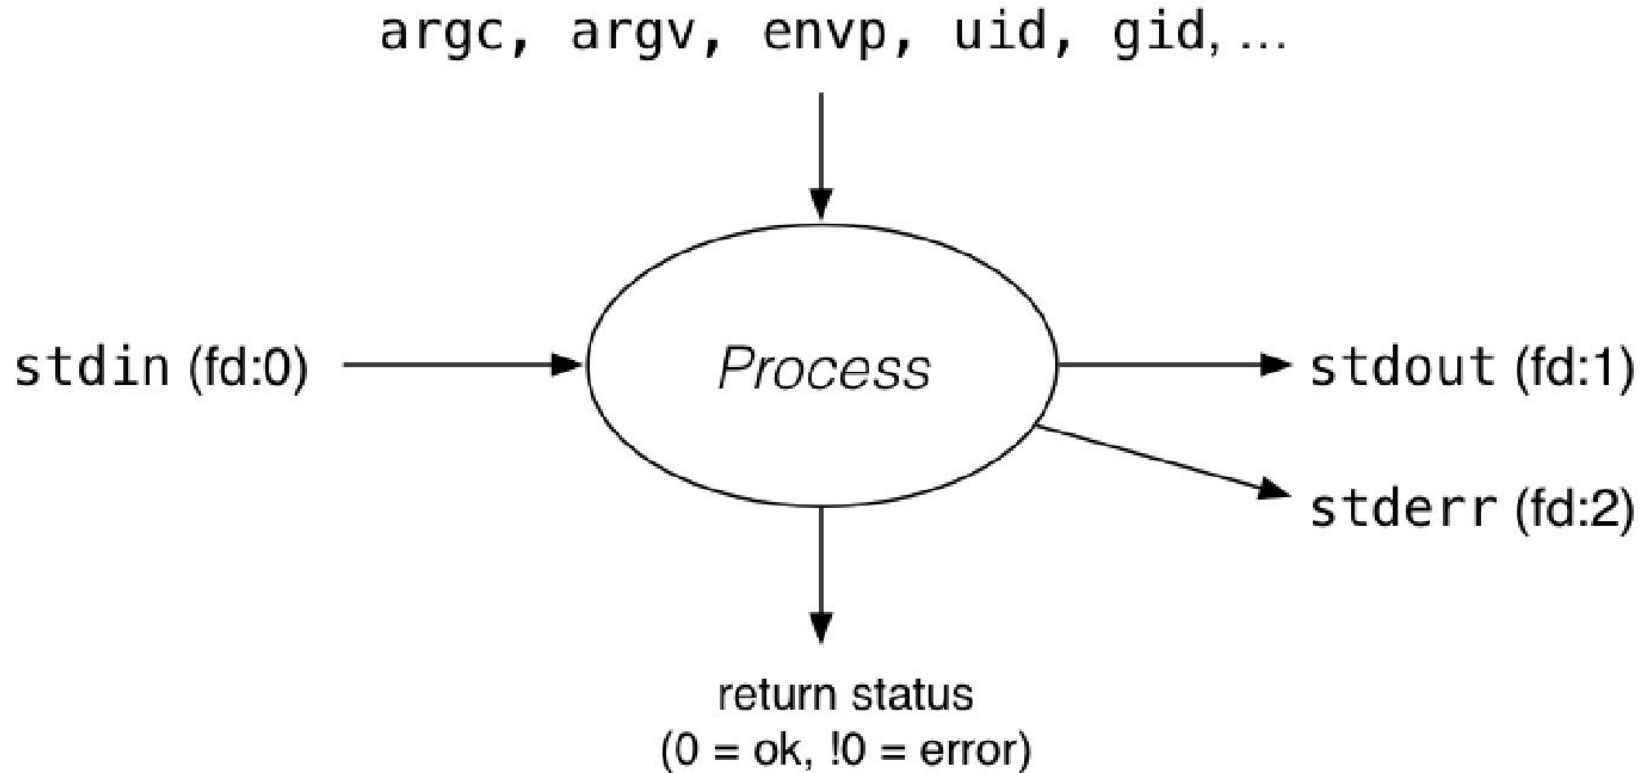 argc, argv, envp, uid, gid, ...
stdin (fd:0)
Process
stdout (fd:1)
stderr (fd:2)
return status
(0 = ok, !0 = error)